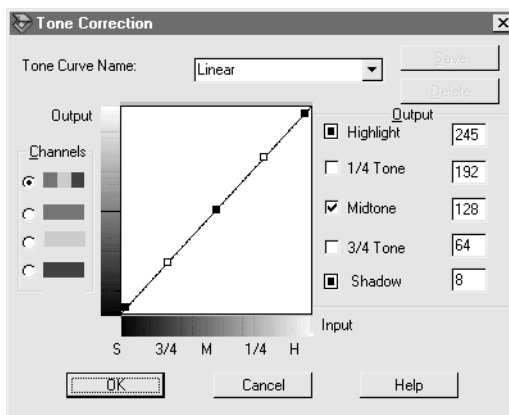 Tone Correction
Tone Curve Name:
Linear
Save
Delete
Output
Output
Channels
Highlight 245
1/4 Tone 192
Midtone 128
3/4 Tone 64
Shadow 8
Input
S 3/4 M 1/4 H
OK Cancel Help